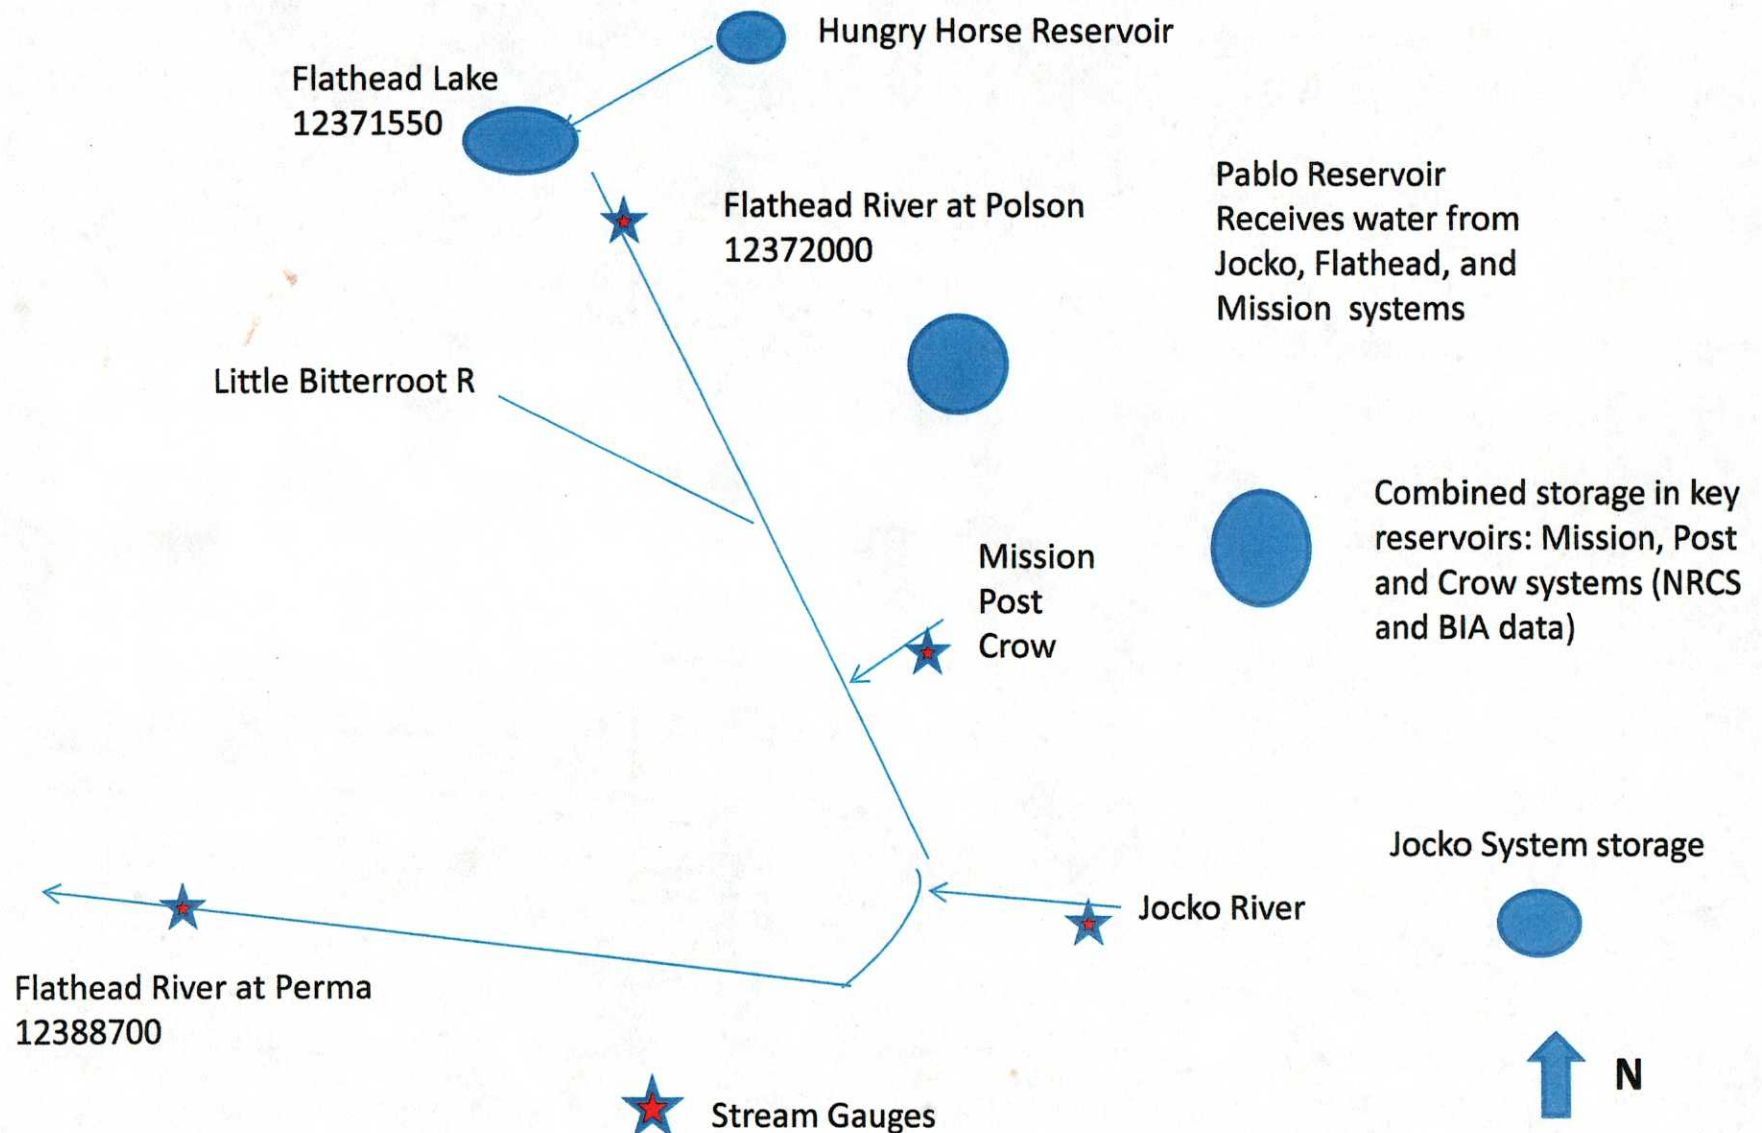 Hungry Horse Reservoir
Flathead Lake
12371550
Pablo Reservoir
Receives water from
Jocko, Flathead, and
Mission  systems
Flathead River at Polson
12372000
Little Bitterroot R
Combined storage in key
reservoirs: Mission, Post
and Crow systems (NRCS
and BIA data)
Mission
Post
Crow
Jocko System storage
Jocko River
Flathead River at Perma
12388700
N
Stream Gauges